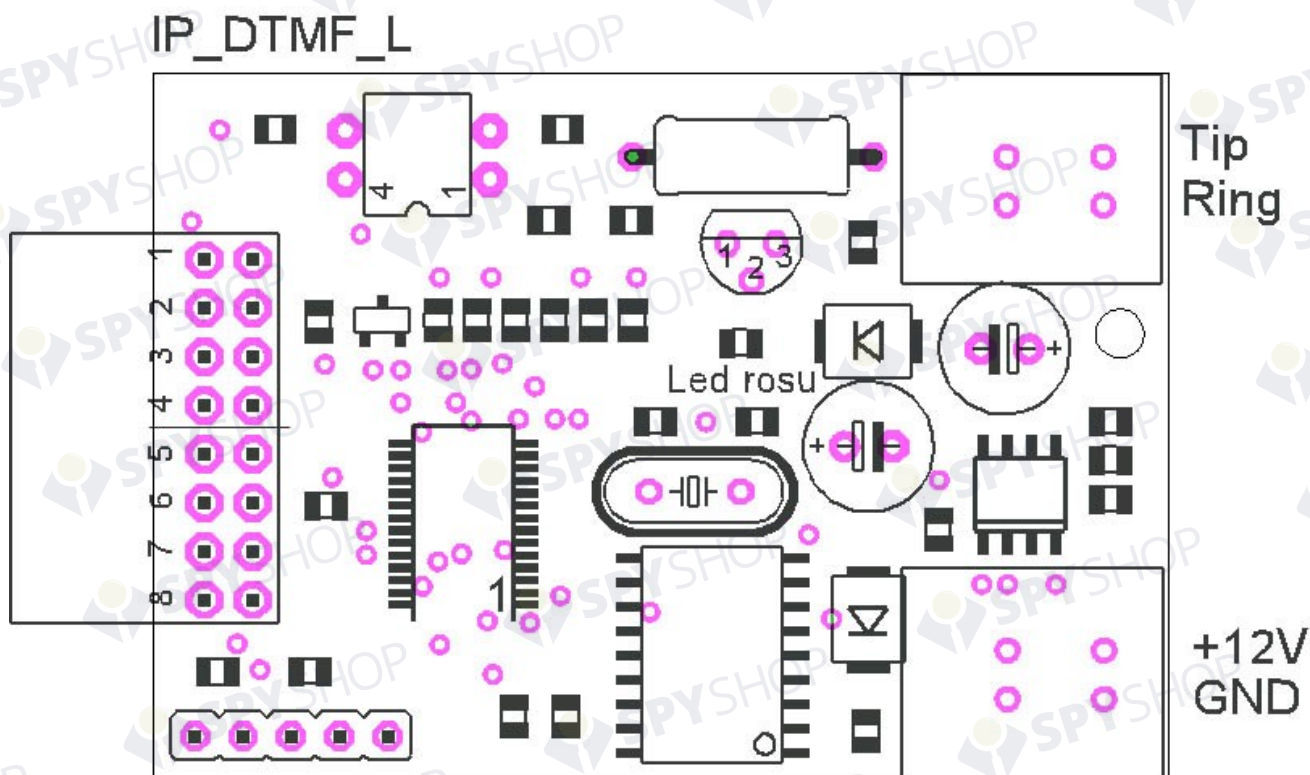 IP_DTMF_L
Tip
Ring
4 1
1 2 3
1
2
3
4
5
6
7
8
Led rosu
1
+
+
+12V
GND
SPYSHOP